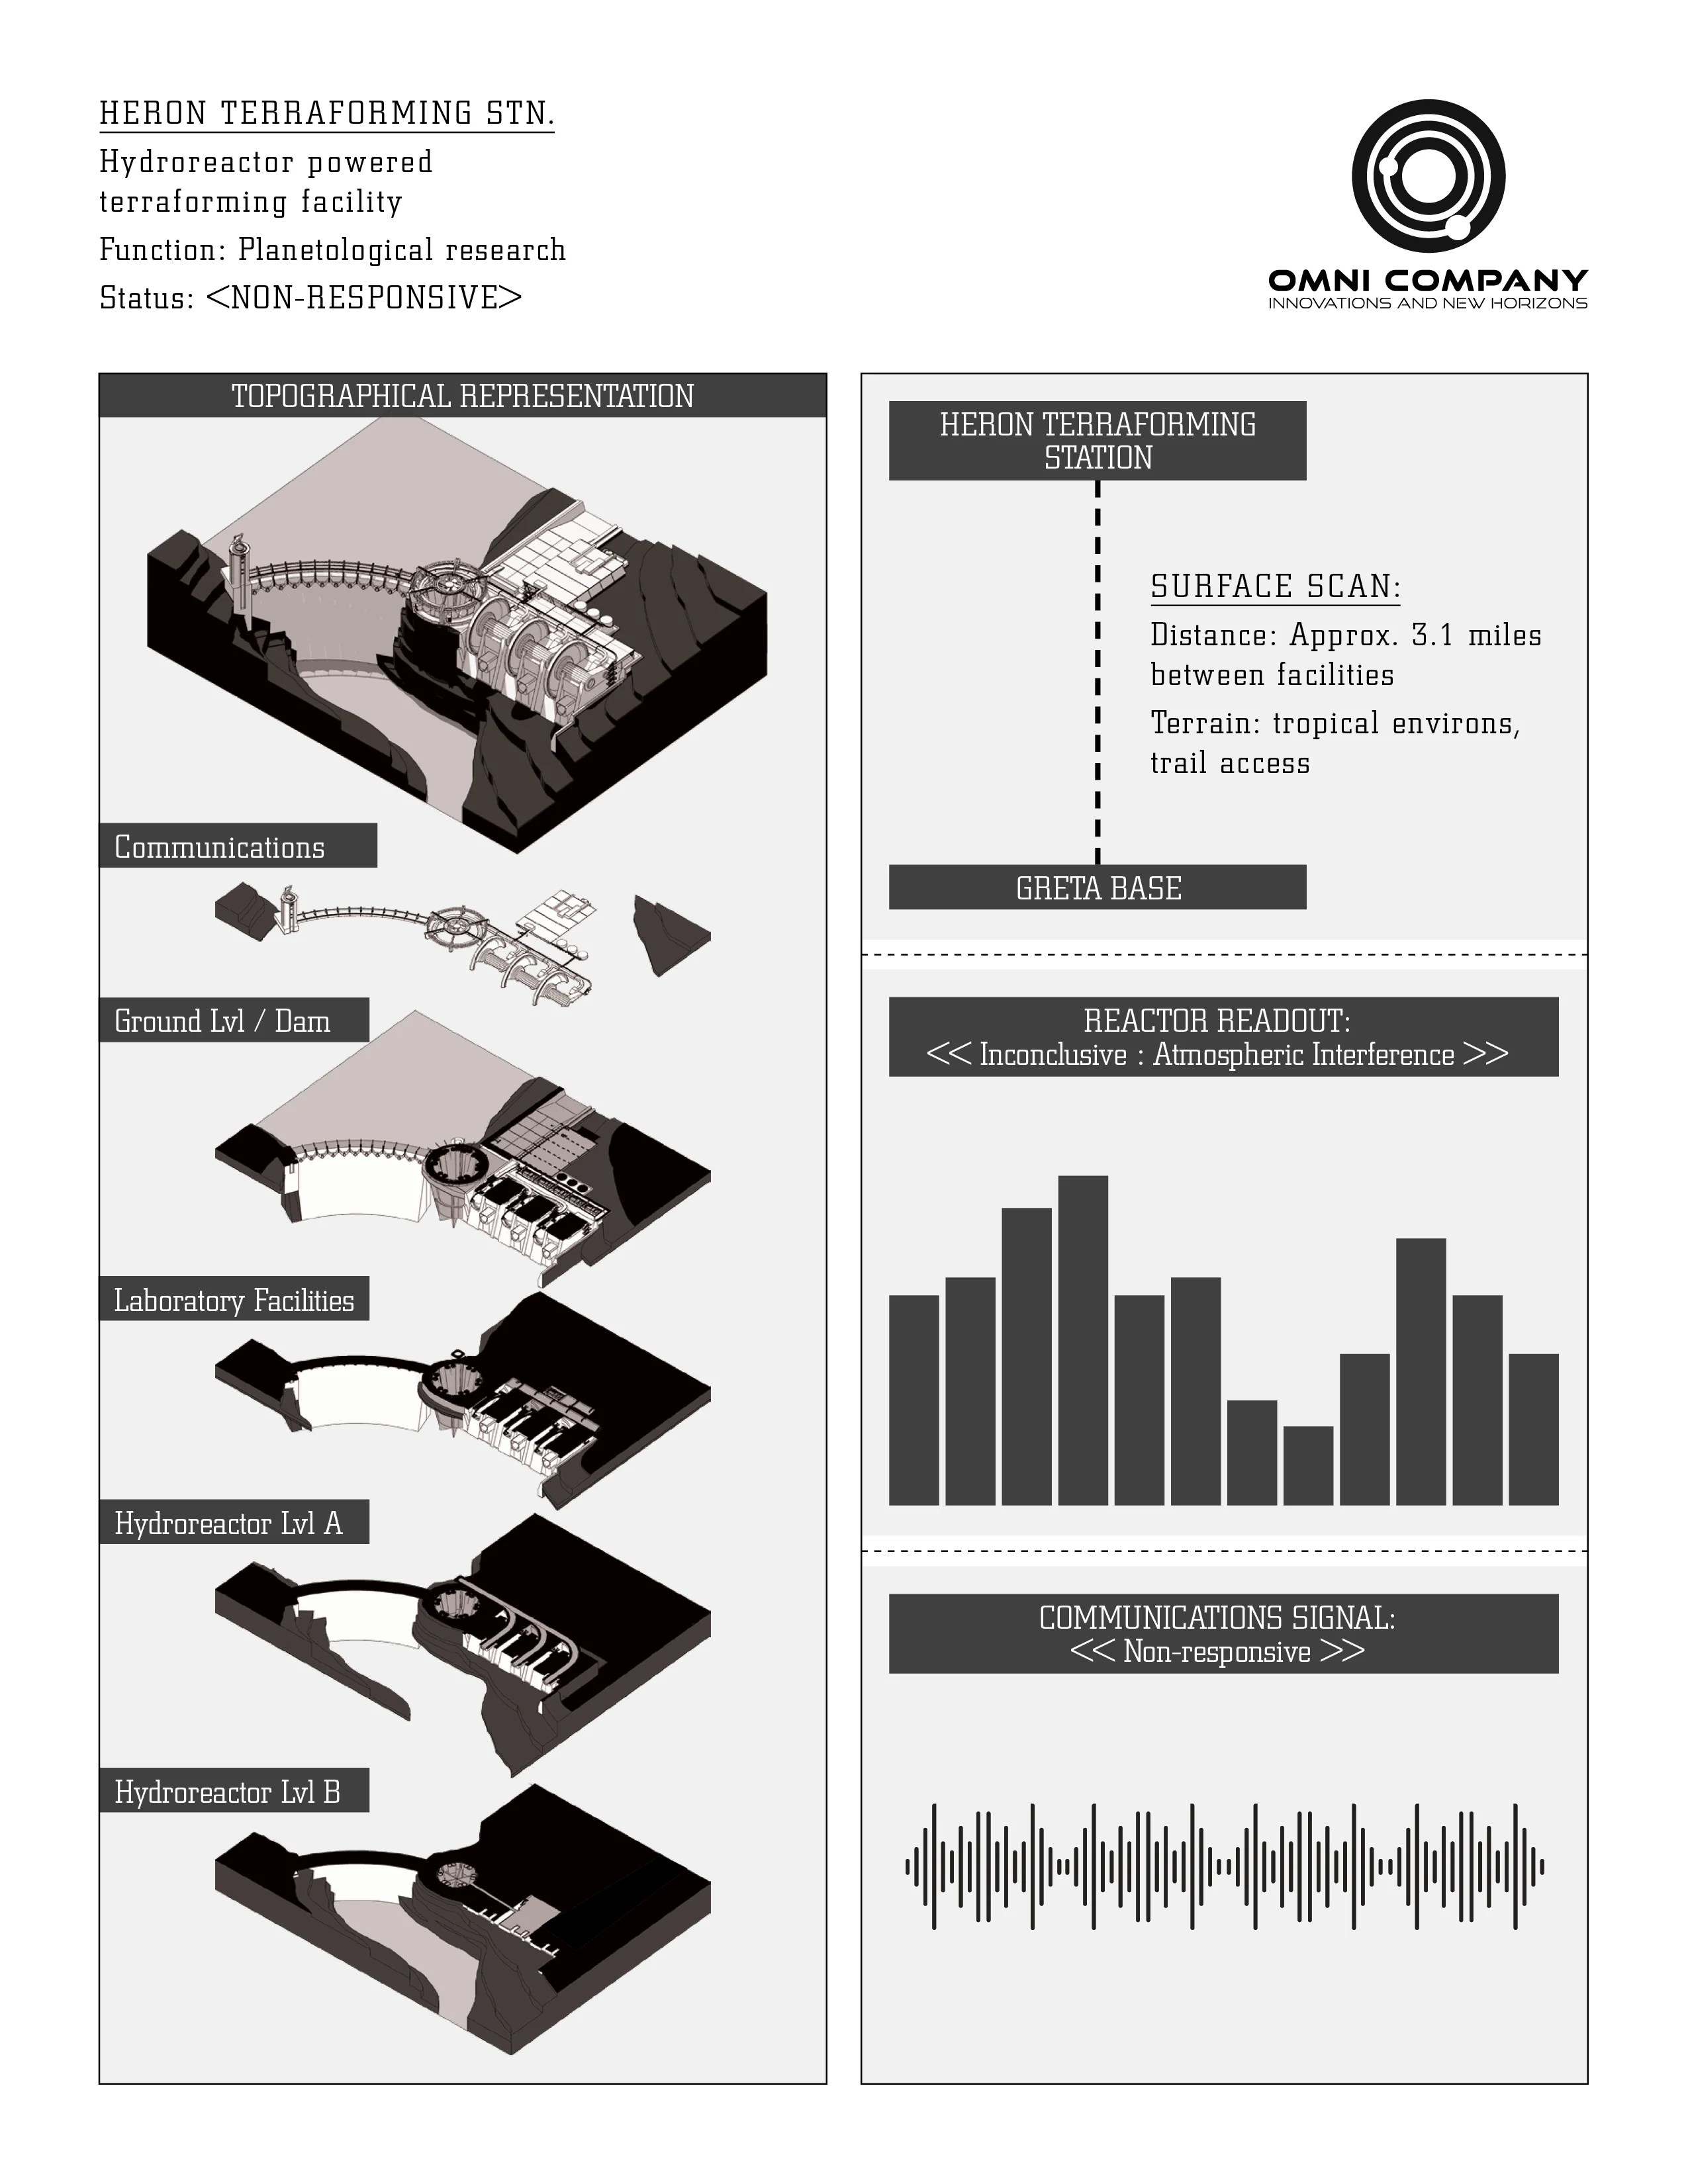 HERON TERRAFORMING STN.
Hydroreactor powered
terraforming facility
Function: Planetological research
Status: <NON-RESPONSIVE>
OMNI COMPANY
INNOVATIONS AND NEW HORIZONS
TOPOGRAPHICAL REPRESENTATION
Communications
Ground Lvl / Dam
Laboratory Facilities
Hydroreactor Lvl A
Hydroreactor Lvl B
HERON TERRAFORMING
STATION
SURFACE SCAN:
Distance: Approx. 3.1 miles
between facilities
Terrain: tropical environs,
trail access
GRETA BASE
REACTOR READOUT:
<< Inconclusive : Atmospheric Interference >>
COMMUNICATIONS SIGNAL:
<< Non-responsive >>